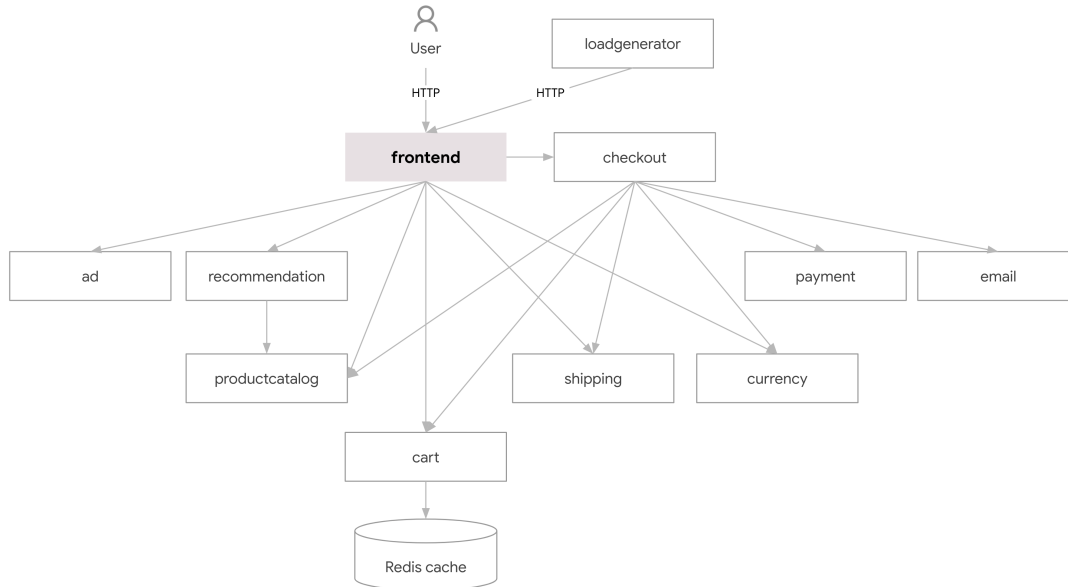 User
loadgenerator
HTTP
HTTP
frontend
checkout
ad
recommendation
payment
email
productcatalog
shipping
currency
cart
Redis cache